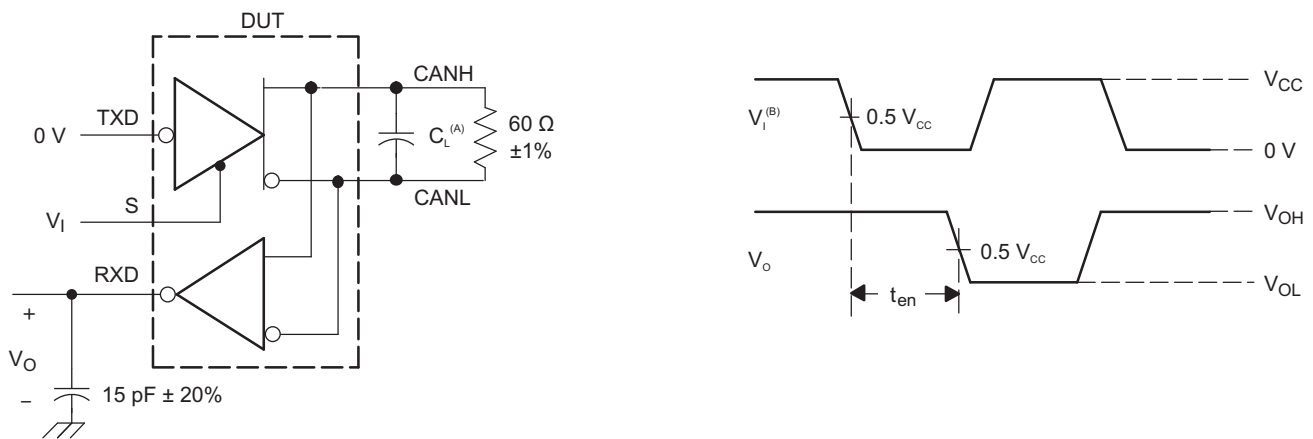 DUT
CANH
TXD
0 V
C_L^(A)
60 Ω
±1%
S
V_I
CANL
RXD
+
V_O
–
15 pF ± 20%
V_CC
V_I^(B)
0.5 V_CC
0 V
V_OH
V_O
0.5 V_CC
t_en
V_OL